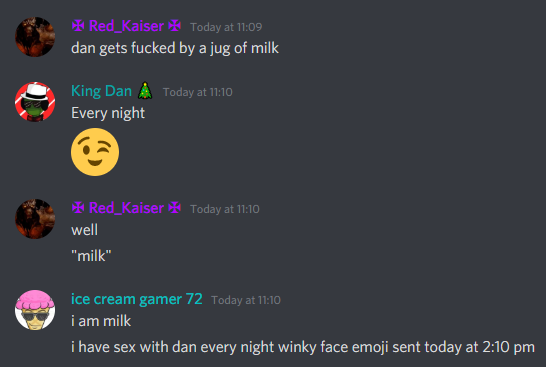 ✠ Red_Kaiser ✠ Today at 11:09
dan gets fucked by a jug of milk
King Dan 🎄 Today at 11:10
Every night
😉
✠ Red_Kaiser ✠ Today at 11:10
well
"milk"
ice cream gamer 72 Today at 11:10
i am milk
i have sex with dan every night winky face emoji sent today at 2:10 pm